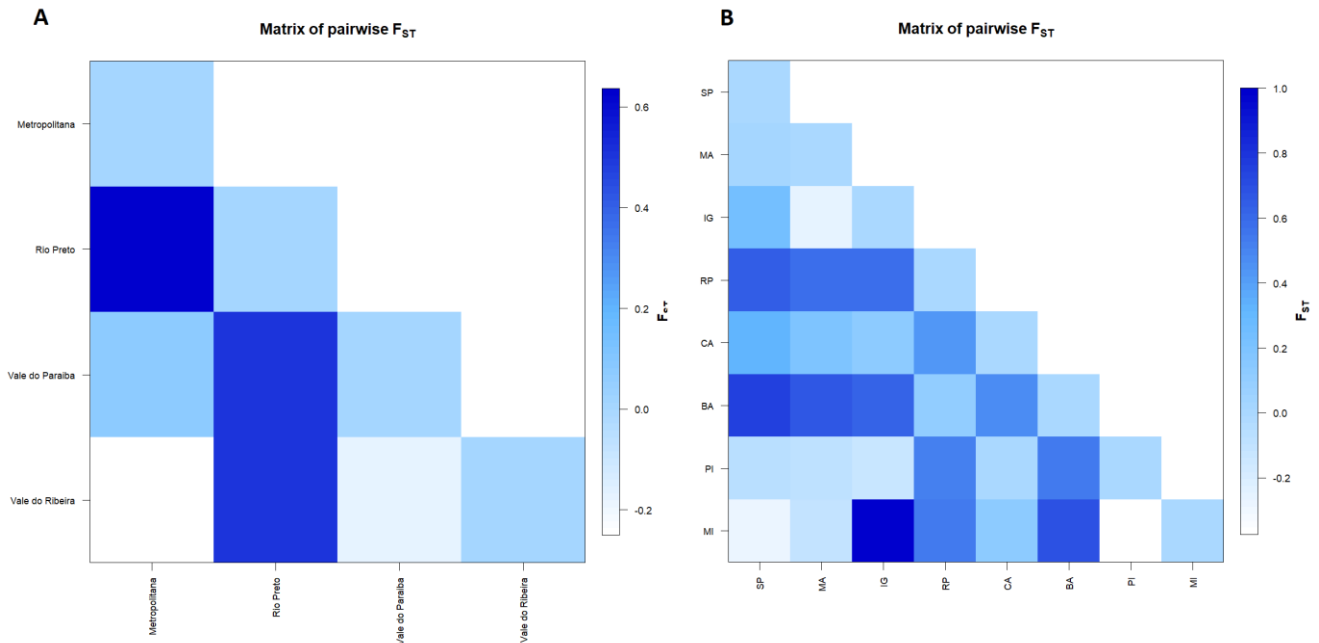 A
Matrix of pairwise FST
Metropolitana
Rio Preto
Vale do Paraiba
Vale do Ribeira
Metropolitana
Rio Preto
Vale do Paraiba
Vale do Ribeira
0.6
0.4
0.2
0.0
-0.2
FST
B
Matrix of pairwise FST
SP
MA
IG
RP
CA
BA
PI
MI
SP
MA
IG
RP
CA
BA
PI
MI
1.0
0.8
0.6
0.4
0.2
0.0
-0.2
FST